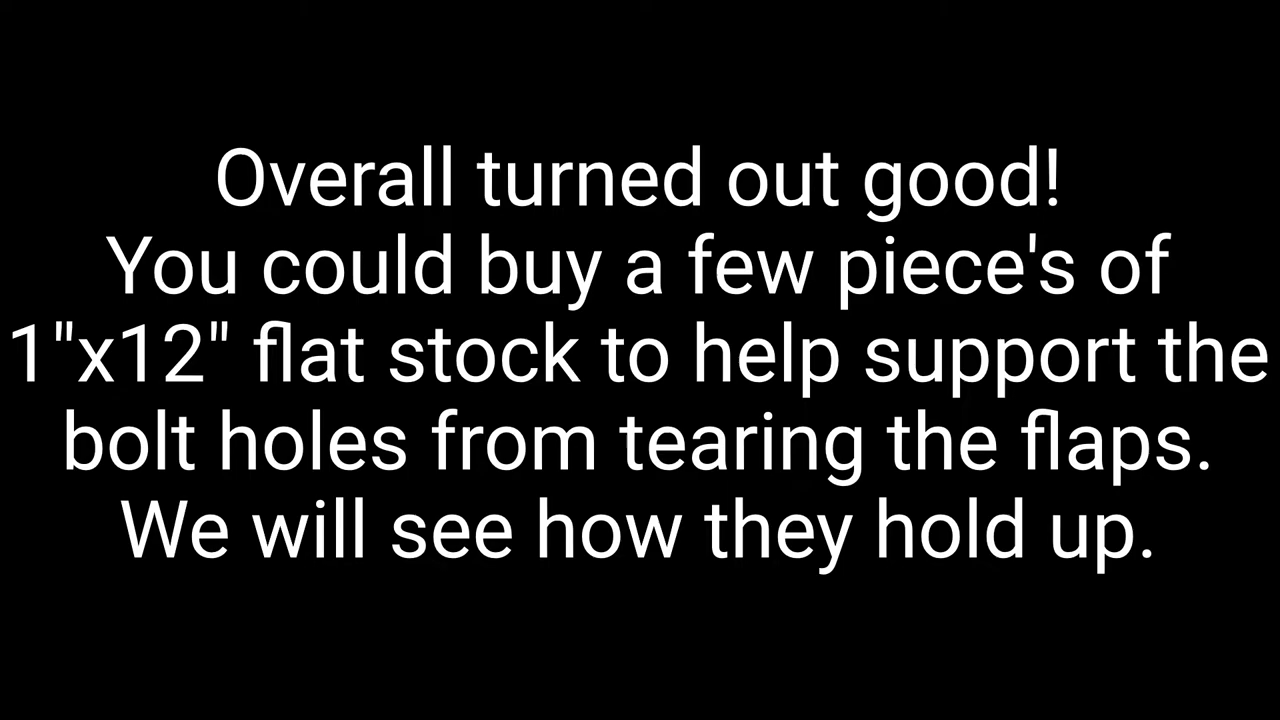 Overall turned out good!
You could buy a few piece's of
1"x12" flat stock to help support the
bolt holes from tearing the flaps.
We will see how they hold up.